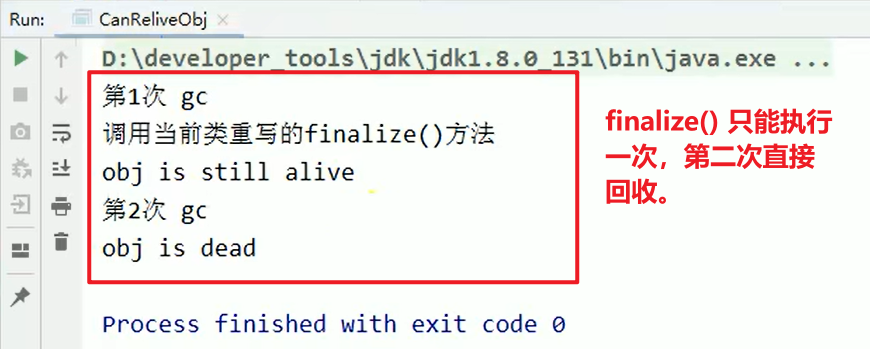 Run: CanReliveObj
D:\developer_tools\jdk\jdk1.8.0_131\bin\java.exe ...
第1次 gc
调用当前类重写的finalize()方法
obj is still alive
第2次 gc
obj is dead
finalize() 只能执行
一次，第二次直接
回收。
Process finished with exit code 0